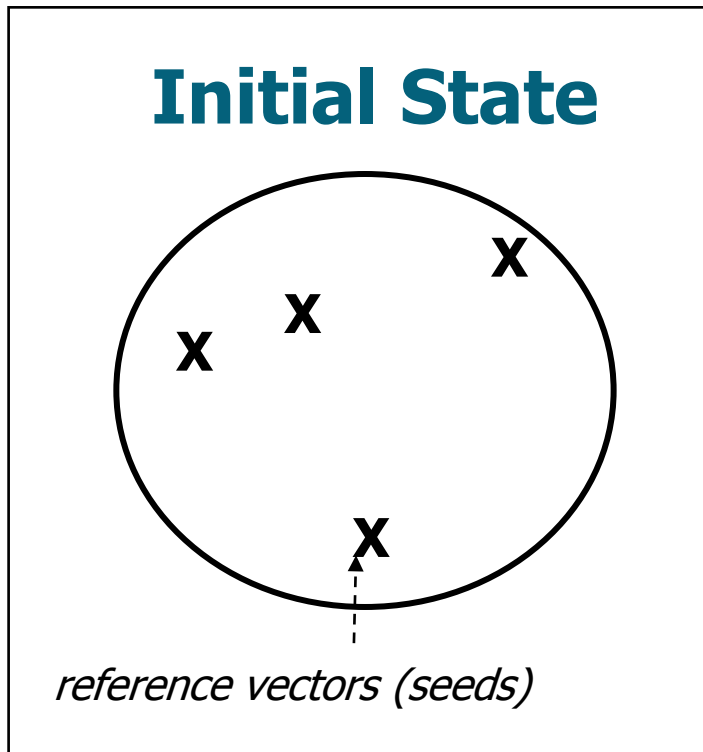 Initial State
X
X
X
X
reference vectors (seeds)